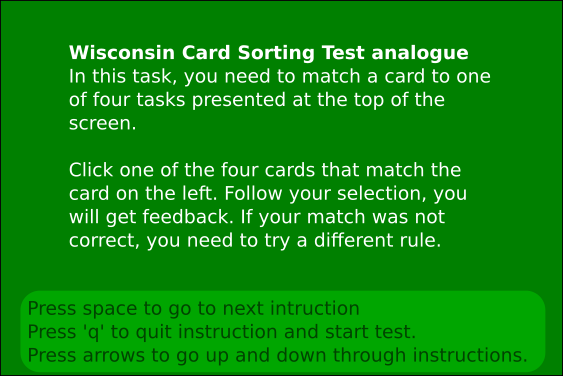 Wisconsin Card Sorting Test analogue
In this task, you need to match a card to one
of four tasks presented at the top of the
screen.
Click one of the four cards that match the
card on the left. Follow your selection, you
will get feedback. If your match was not
correct, you need to try a different rule.
Press space to go to next intruction
Press 'q' to quit instruction and start test.
Press arrows to go up and down through instructions.